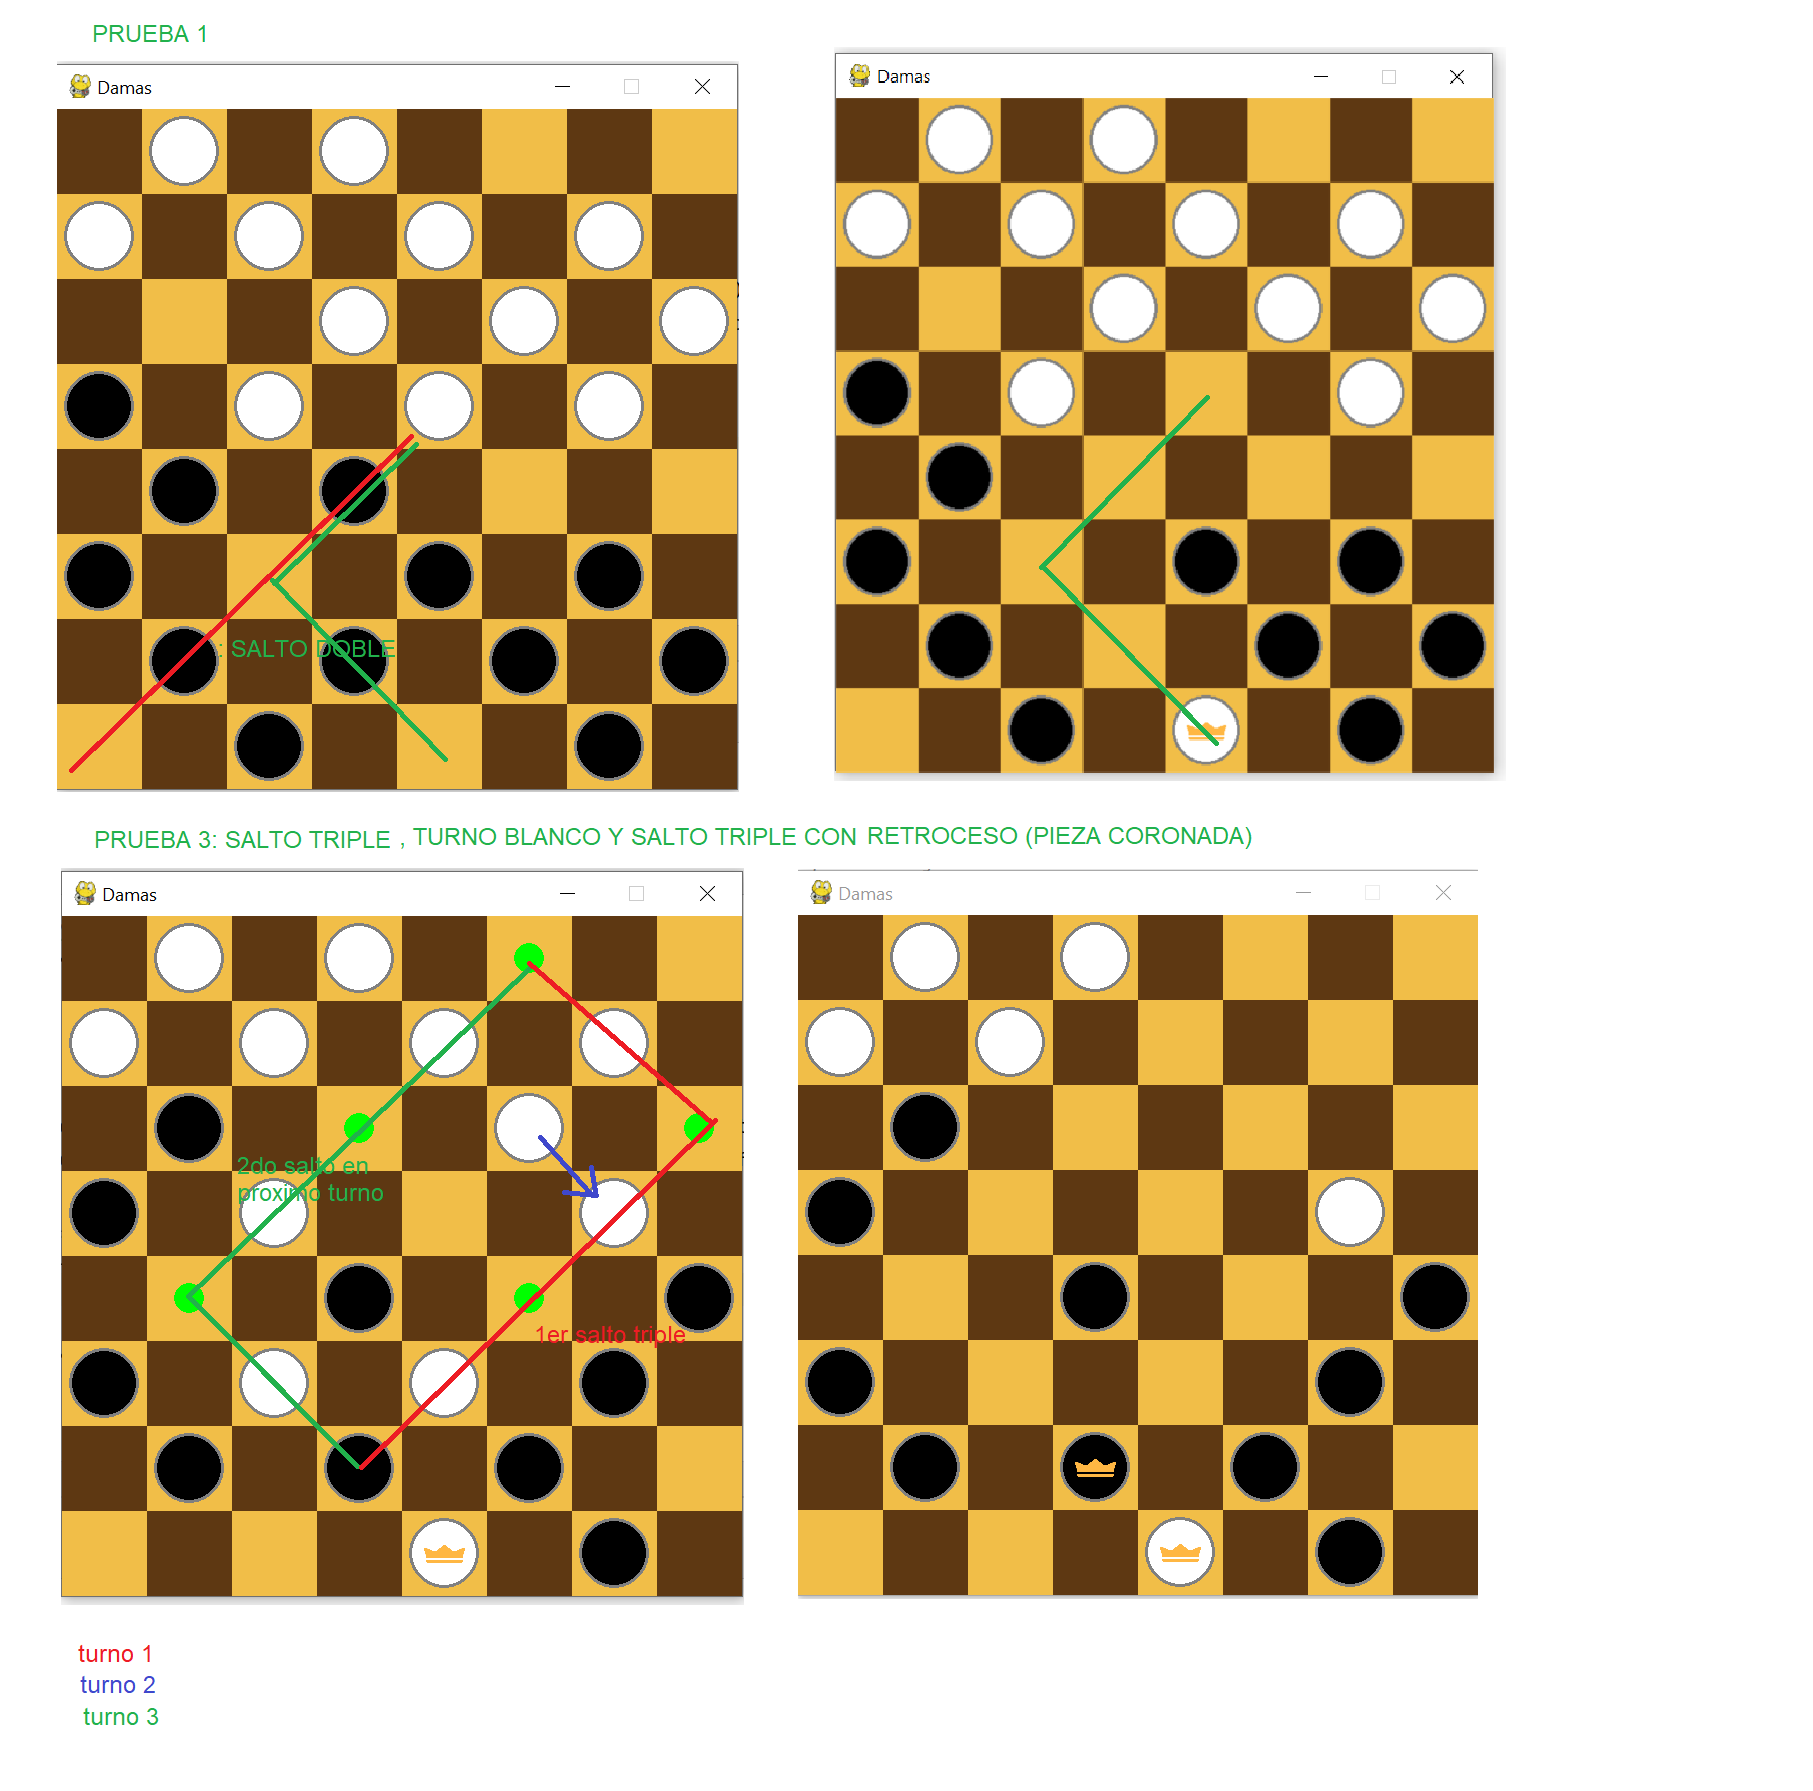 PRUEBA 1
Damas
Damas
: SALTO DOBLE
PRUEBA 3: SALTO TRIPLE , TURNO BLANCO Y SALTO TRIPLE CON RETROCESO (PIEZA CORONADA)
Damas
Damas
2do salto en
proximo turno
1er salto triple
turno 1
turno 2
turno 3